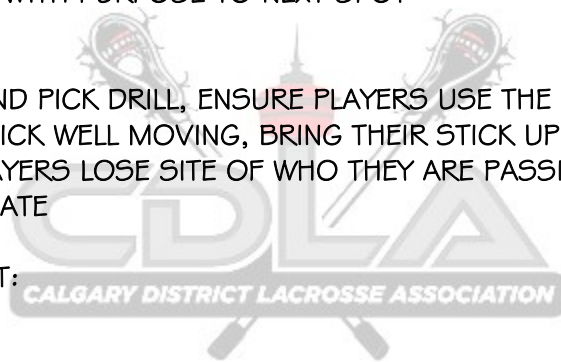 ND PICK DRILL, ENSURE PLAYERS USE THE
ICK WELL MOVING, BRING THEIR STICK UP
AYERS LOSE SITE OF WHO THEY ARE PASSI
ATE
T:
CDLA
CALGARY DISTRICT LACROSSE ASSOCIATION